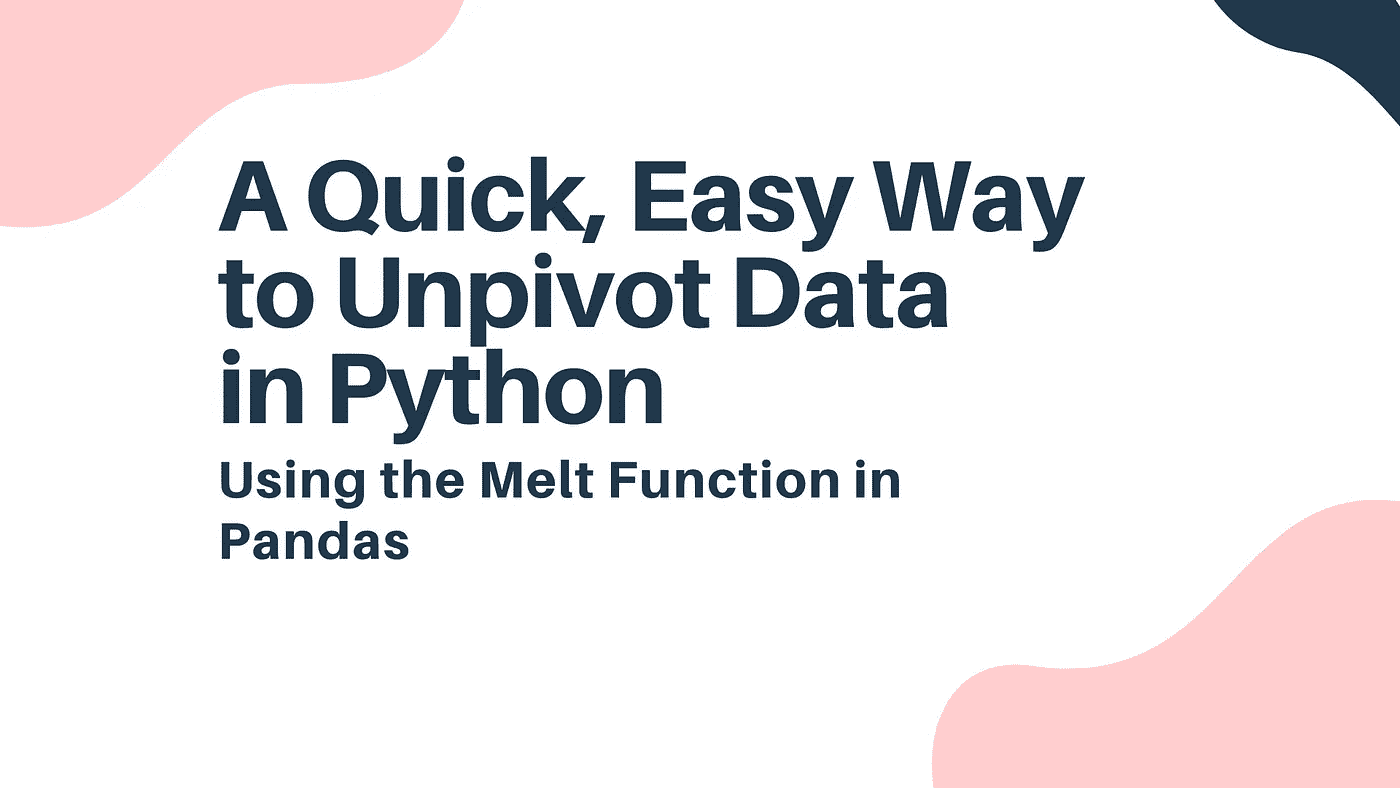 A Quick, Easy Way
to Unpivot Data
in Python
Using the Melt Function in
Pandas